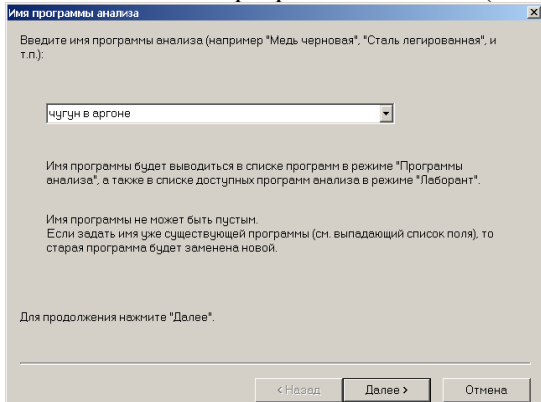 Имя программы анализа
Введите имя программы анализа (например "Медь черновая", "Сталь легированная", и
т.п.):
чугун в аргоне
Имя программы будет выводиться в списке программ в режиме "Программы
анализа", а также в списке доступных программ анализа в режиме "Лаборант".
Имя программы не может быть пустым.
Если задать имя уже существующей программы (см. выпадающий список поля), то
старая программа будет заменена новой.
Для продолжения нажмите "Далее".
< Назад Далее > Отмена